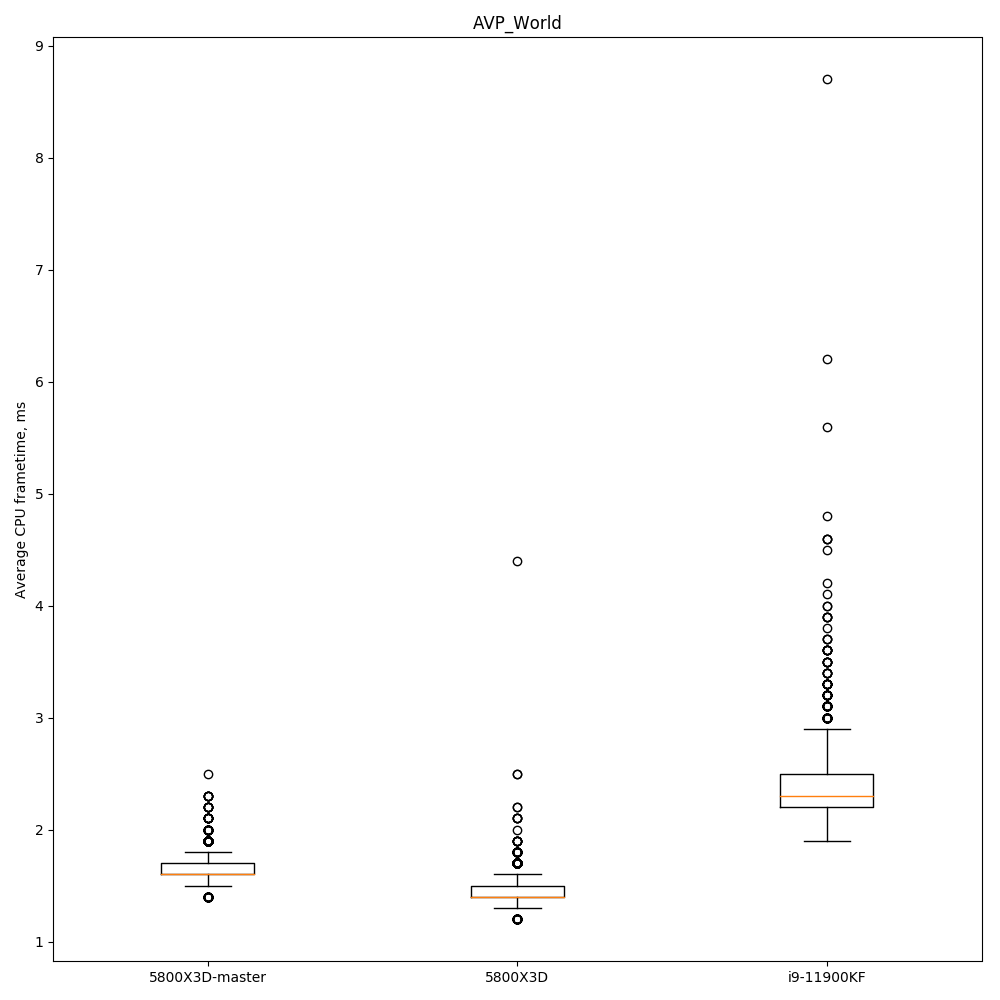 AVP_World
9
8
7
6
5
4
3
2
1
Average CPU frametime, ms
5800X3D-master
5800X3D
i9-11900KF